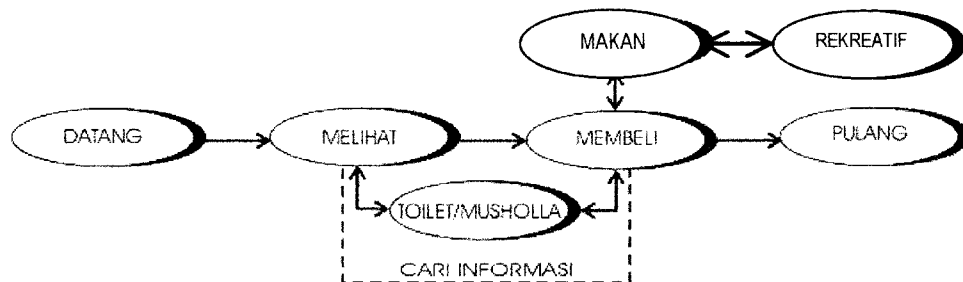 MAKAN
REKREATIF
DATANG
MELIHAT
MEMBELI
PULANG
TOILET/MUSHOLLA
CARI INFORMASI